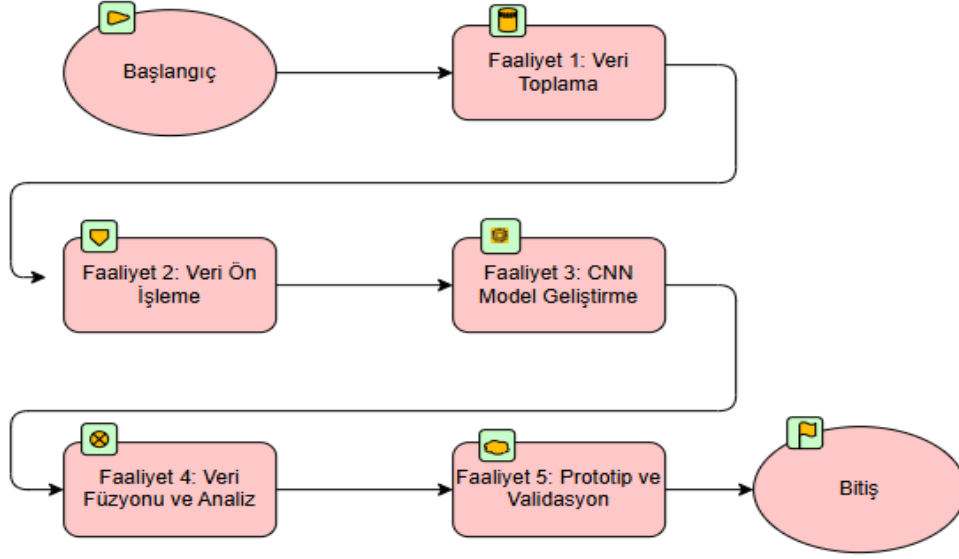 Başlangıç
Faaliyet 1: Veri
Toplama
Faaliyet 2: Veri Ön
İşleme
Faaliyet 3: CNN
Model Geliştirme
Faaliyet 4: Veri
Füzyonu ve Analiz
Faaliyet 5: Prototip ve
Validasyon
Bitiş